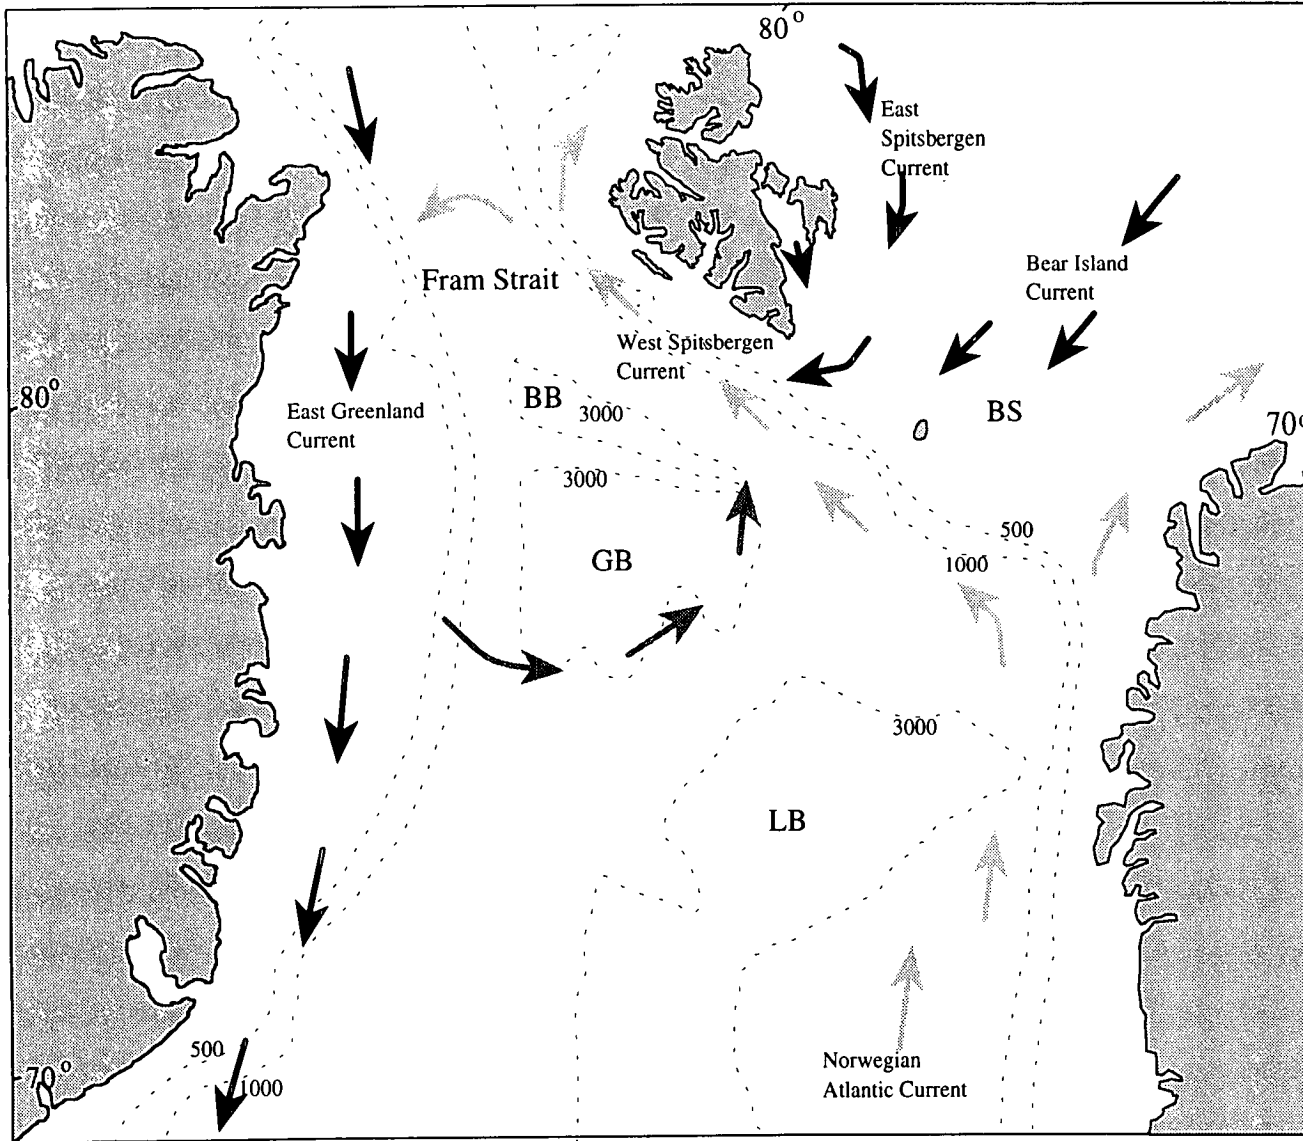 80°
East
Spitsbergen
Current
Bear Island
Current
Fram Strait
West Spitsbergen
Current
80°
BB
3000
East Greenland
Current
BS
70°
3000
500
GB
1000
3000
LB
500
Norwegian
Atlantic Current
70°
1000